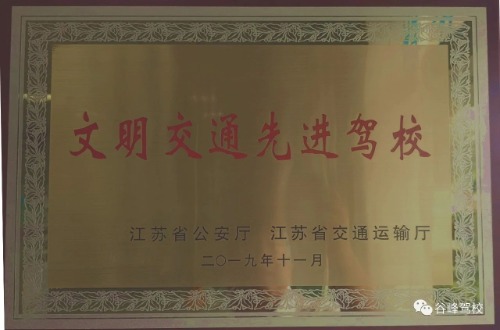 文明交通先进驾校
江苏省公安厅 江苏省交通运输厅
二〇一九年十一月
谷峰驾校